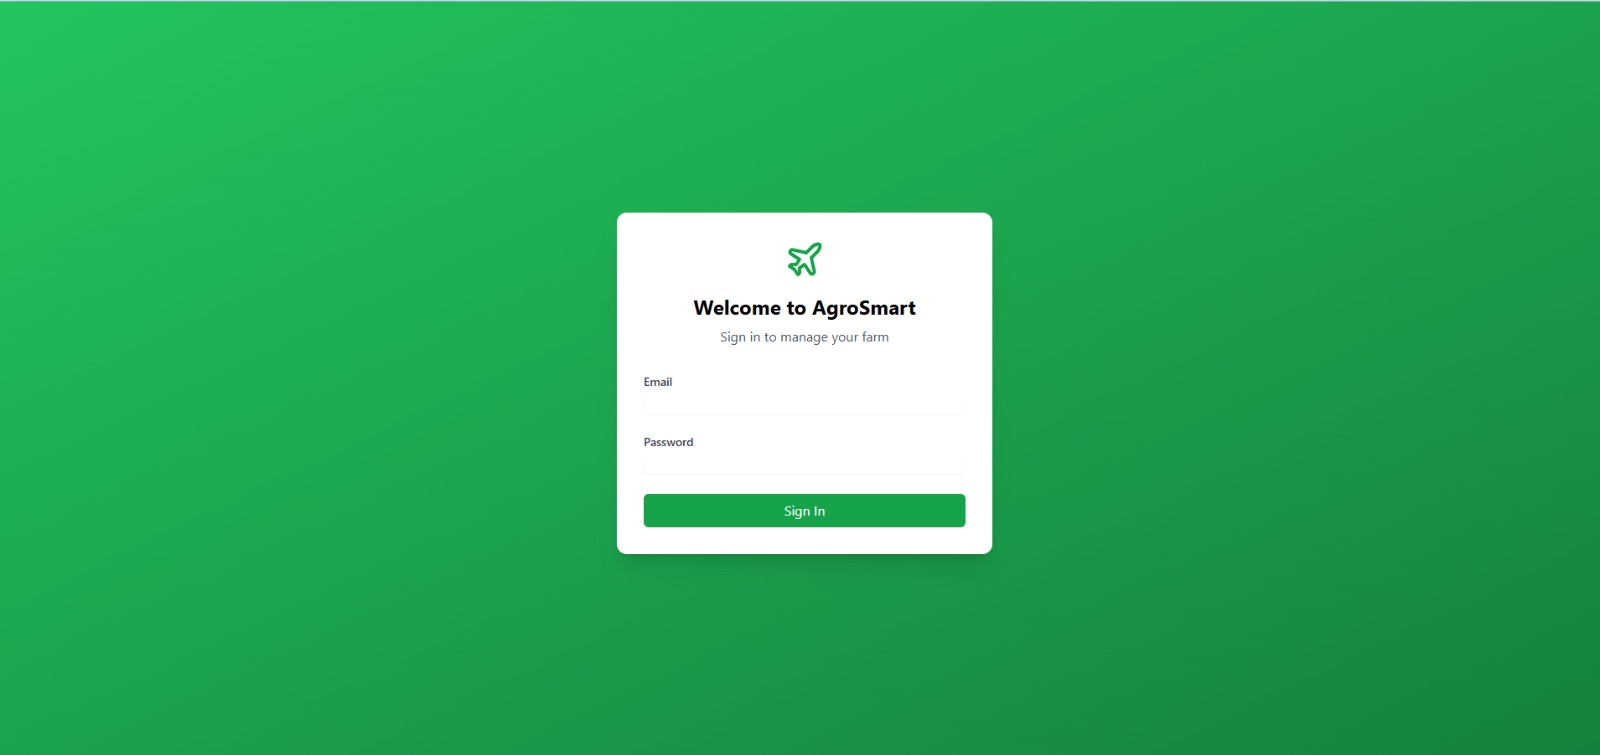 Welcome to AgroSmart
Sign in to manage your farm
Email
Password
Sign In